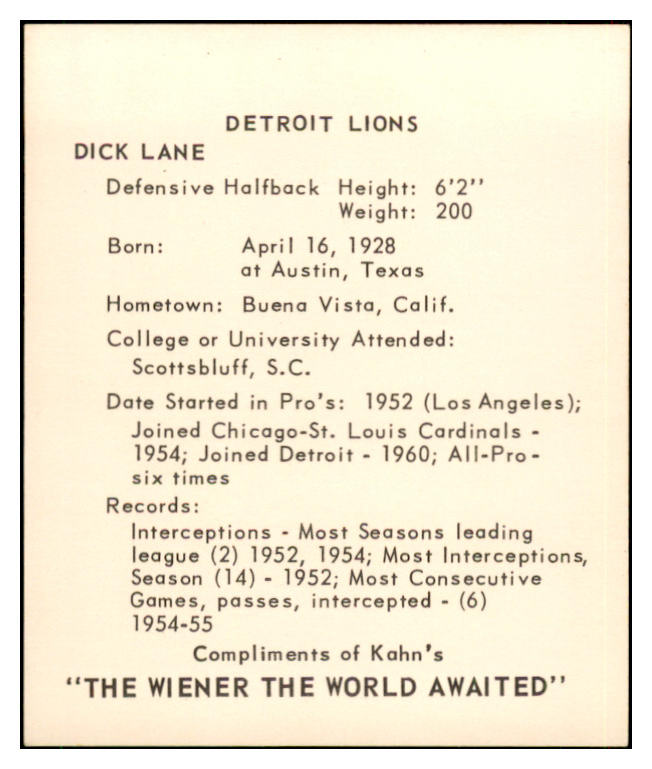 DETROIT LIONS
DICK LANE
Defensive Halfback Height: 6'2''
Weight: 200
Born: April 16, 1928
at Austin, Texas
Hometown: Buena Vista, Calif.
College or University Attended:
Scottsbluff, S.C.
Date Started in Pro's: 1952 (Los Angeles);
Joined Chicago-St. Louis Cardinals -
1954; Joined Detroit - 1960; All-Pro -
six times
Records:
Interceptions - Most Seasons leading
league (2) 1952, 1954; Most Interceptions,
Season (14) - 1952; Most Consecutive
Games, passes, intercepted - (6)
1954-55
Compliments of Kahn's
"THE WIENER THE WORLD AWAITED"